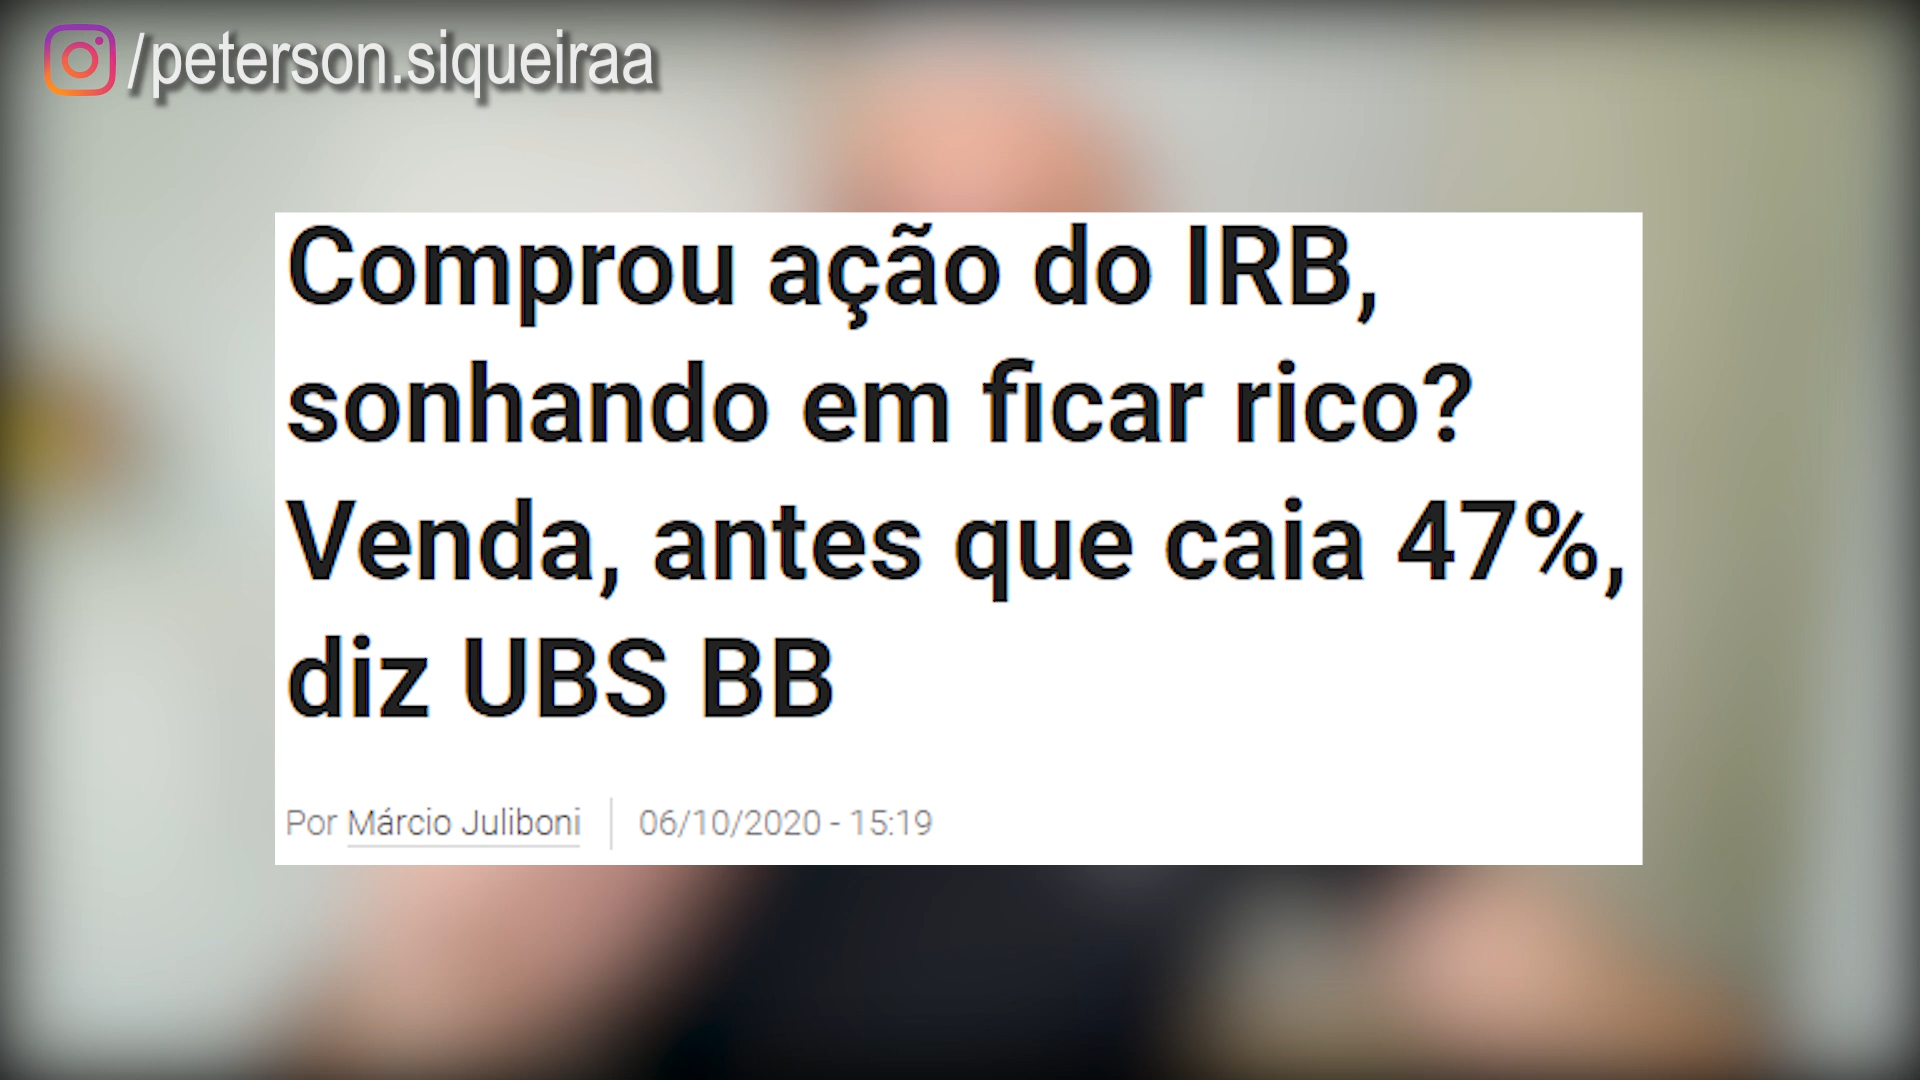 /peterson.siqueiraa
Comprou ação do IRB,
sonhando em ficar rico?
Venda, antes que caia 47%,
diz UBS BB
Por Márcio Juliboni | 06/10/2020 - 15:19